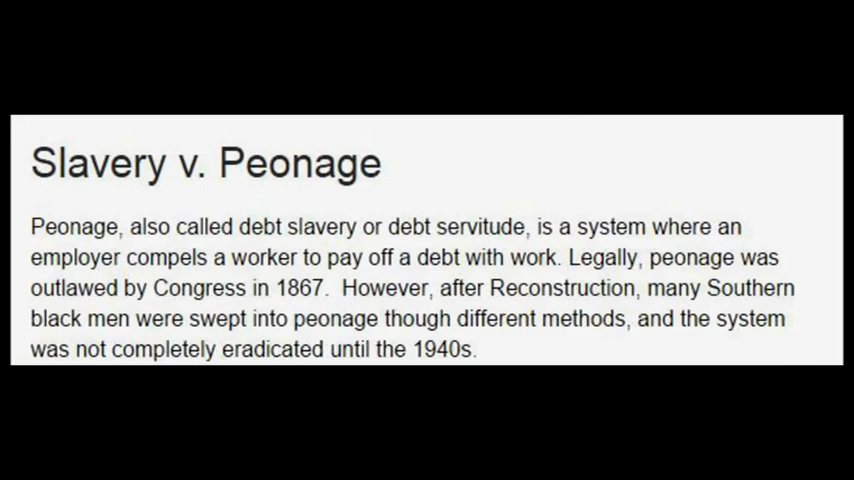 Slavery v. Peonage
Peonage, also called debt slavery or debt servitude, is a system where an
employer compels a worker to pay off a debt with work. Legally, peonage was
outlawed by Congress in 1867.  However, after Reconstruction, many Southern
black men were swept into peonage though different methods, and the system
was not completely eradicated until the 1940s.